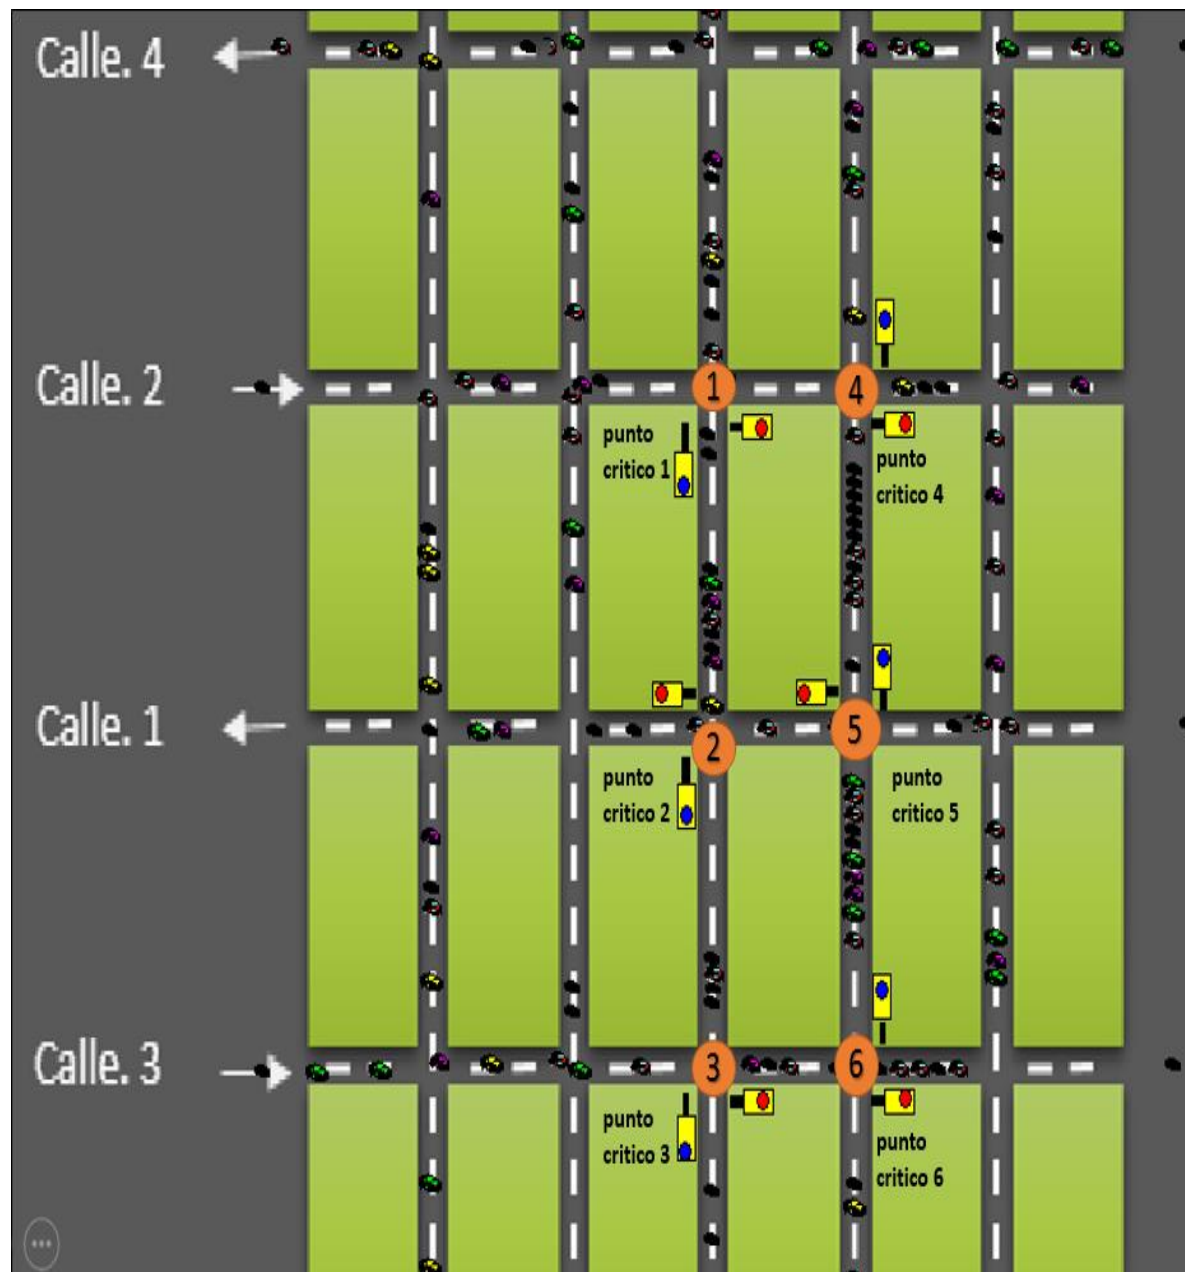 Calle. 4
Calle. 2
1
4
punto
critico 1
punto
critico 4
Calle. 1
2
5
punto
critico 2
punto
critico 5
Calle. 3
3
6
punto
critico 3
punto
critico 6